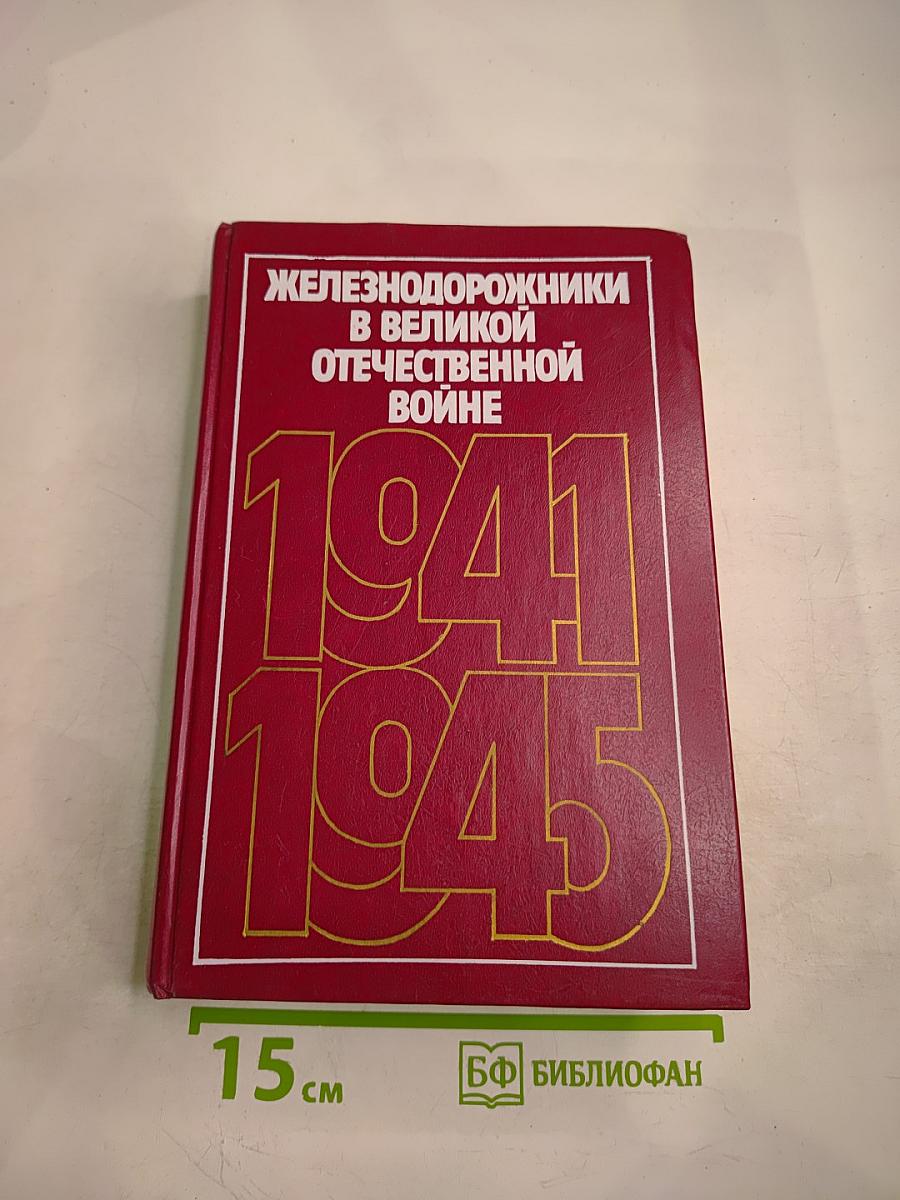 ЖЕЛЕЗНОДОРОЖНИКИ
В ВЕЛИКОЙ
ОТЕЧЕСТВЕННОЙ
ВОЙНЕ
1941
1945
15 см
БФ БИБЛИОФАН